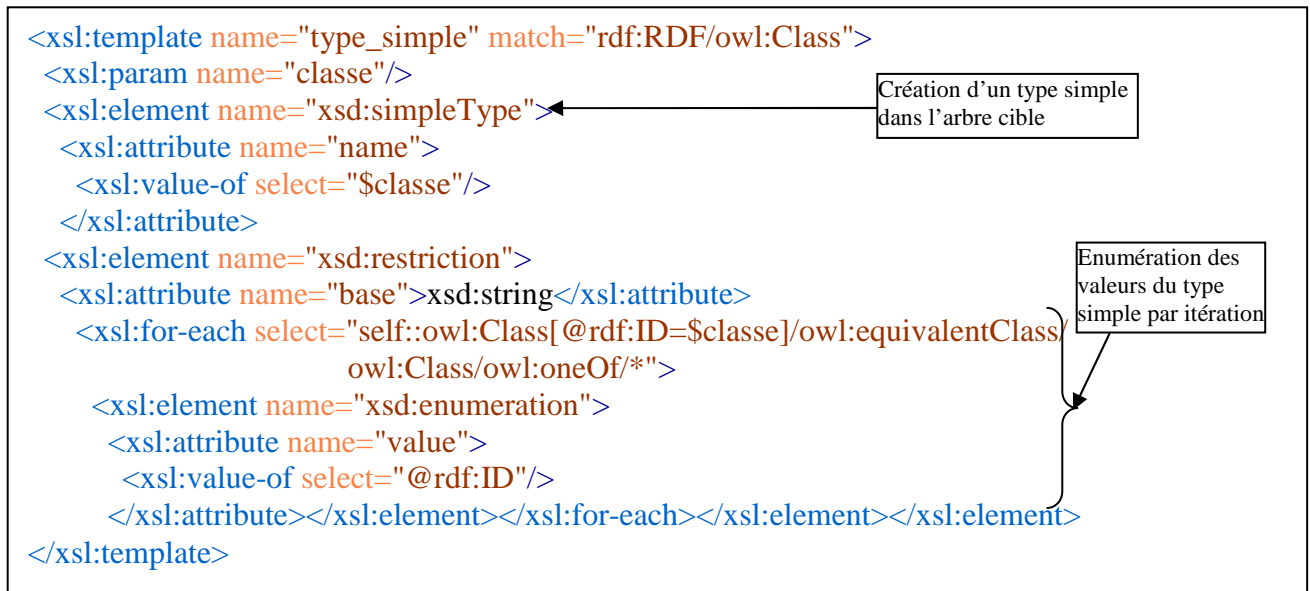 <xsl:template name="type_simple" match="rdf:RDF/owl:Class">
<xsl:param name="classe"/>
<xsl:element name="xsd:simpleType">
Création d'un type simple
dans l'arbre cible
<xsl:attribute name="name">
<xsl:value-of select="$classe"/>
</xsl:attribute>
<xsl:element name="xsd:restriction">
<xsl:attribute name="base">xsd:string</xsl:attribute>
Enumération des
valeurs du type
simple par itération
<xsl:for-each select="self::owl:Class[@rdf:ID=$classe]/owl:equivalentClass/
owl:Class/owl:oneOf/*">
<xsl:element name="xsd:enumeration">
<xsl:attribute name="value">
<xsl:value-of select="@rdf:ID"/>
</xsl:attribute></xsl:element></xsl:for-each></xsl:element></xsl:element>
</xsl:template>